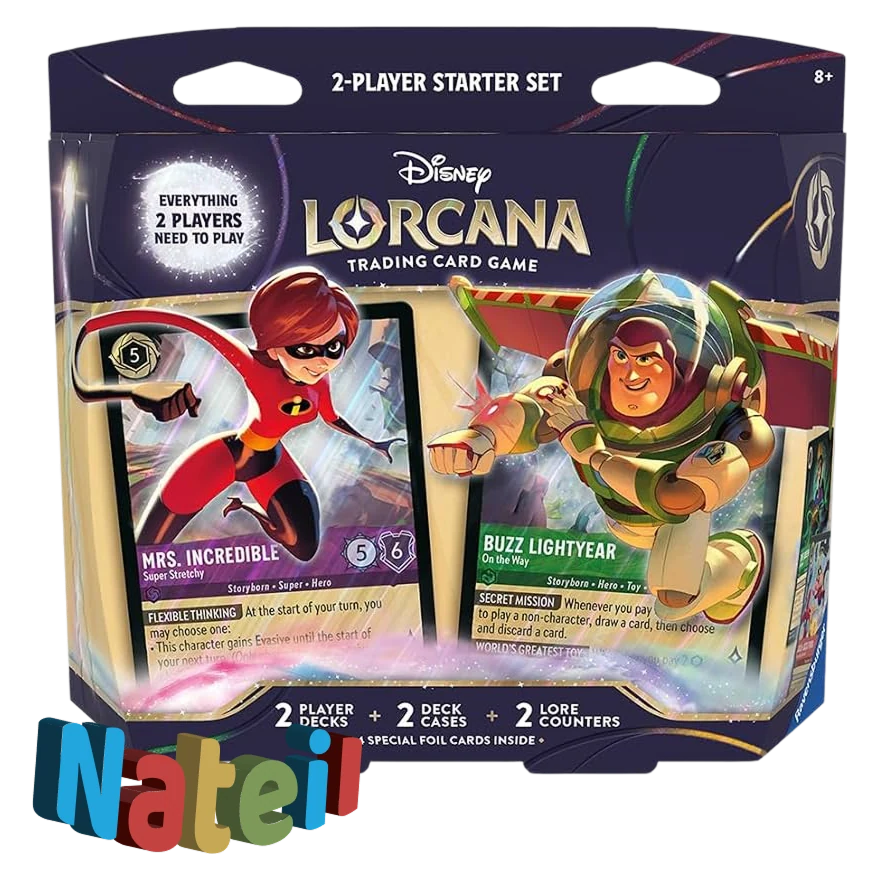 2-PLAYER STARTER SET
8+
EVERYTHING
2 PLAYERS
NEED TO PLAY
Disney
LORCANA
TRADING CARD GAME
5
MRS. INCREDIBLE
Super Stretchy
5
6
Storyborn • Super • Hero
FLEXIBLE THINKING At the start of your turn, you
may choose one:
• This character gains Evasive until the start of
your next turn. (Only
BUZZ LIGHTYEAR
On the Way
Storyborn • Hero • Toy •
SECRET MISSION Whenever you pay
to play a non-character, draw a card, then choose
and discard a card.
WORLD'S GREATEST TOY
Ravensburger
2 PLAYER DECKS + 2 DECK CASES + 2 LORE COUNTERS
4 SPECIAL FOIL CARDS INSIDE
Nateil